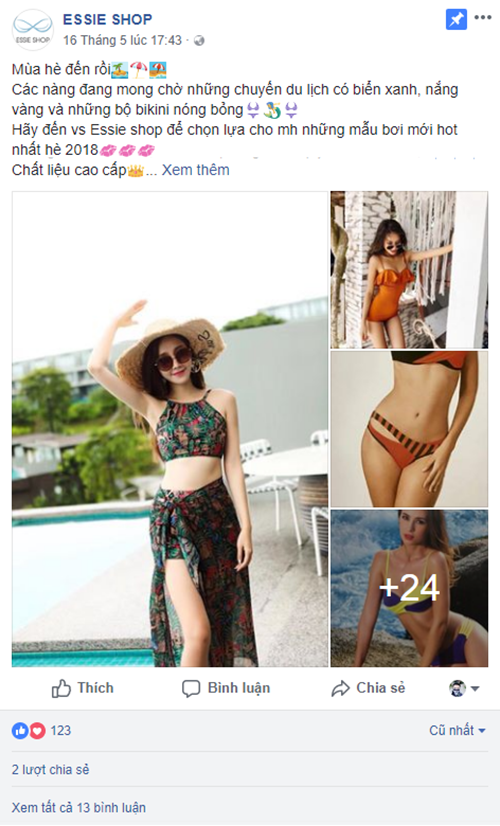 ESSIE SHOP
ESSIE SHOP
16 Tháng 5 lúc 17:43 ·
Mùa hè đến rồi🏝️⛱️🏖️
Các nàng đang mong chờ những chuyến du lịch có biển xanh, nắng
vàng và những bộ bikini nóng bỏng👙🧜‍♀️👙
Hãy đến vs Essie shop để chọn lựa cho mh những mẫu bơi mới hot
nhất hè 2018💋💋💋
Chất liệu cao cấp👑... Xem thêm
+24
Thích Bình luận Chia sẻ
123 Cũ nhất
2 lượt chia sẻ
Xem tất cả 13 bình luận